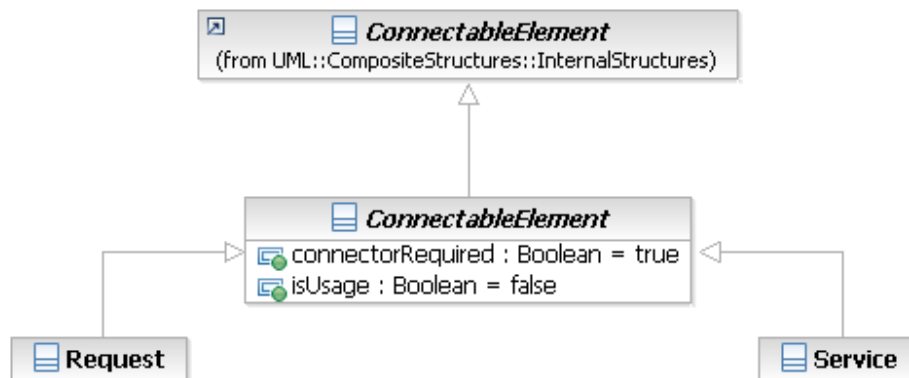 ConnectableElement
(from UML::CompositeStructures::InternalStructures)
ConnectableElement
connectorRequired : Boolean = true
isUsage : Boolean = false
Request
Service